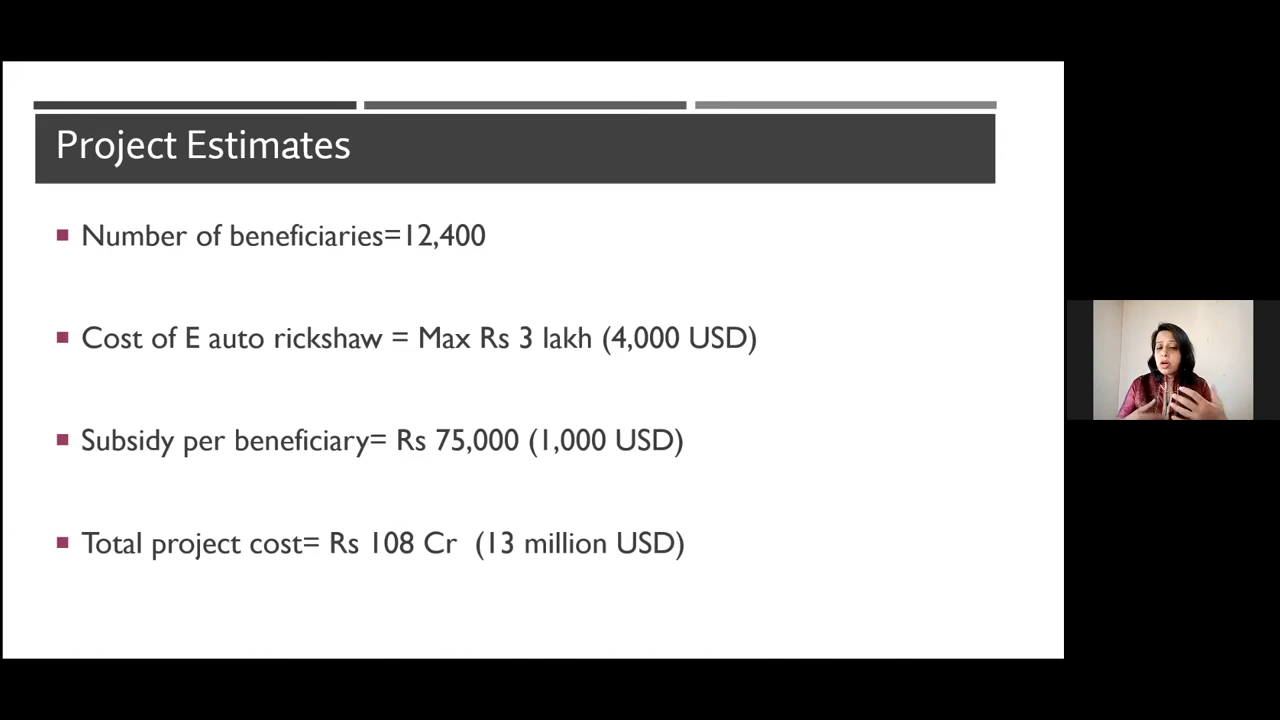 Project Estimates
Number of beneficiaries=12,400
Cost of E auto rickshaw = Max Rs 3 lakh (4,000 USD)
Subsidy per beneficiary= Rs 75,000 (1,000 USD)
Total project cost= Rs 108 Cr (13 million USD)